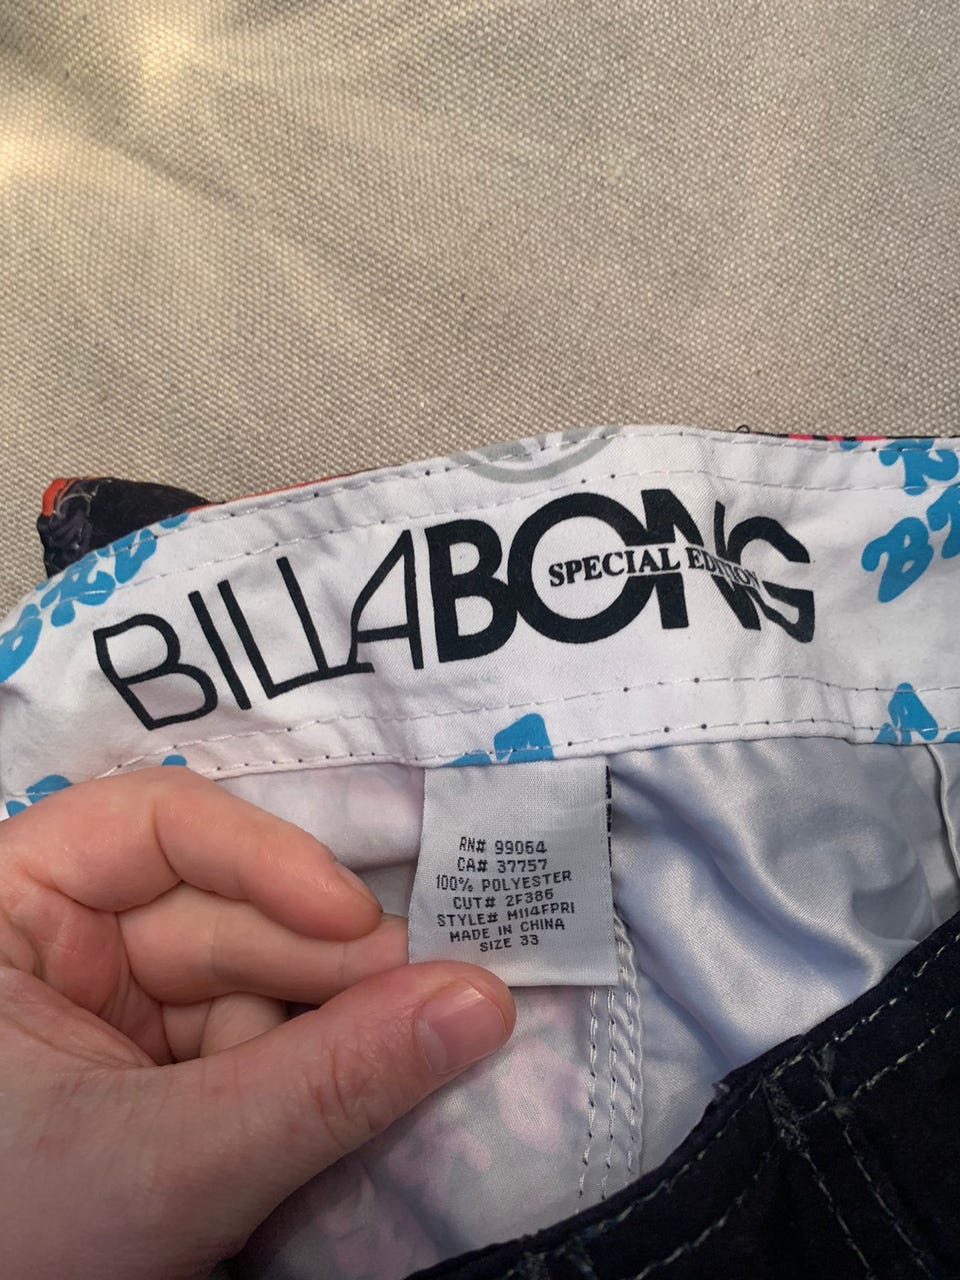 BILLABONG
SPECIAL EDITION
RN# 99064
CA# 37757
100% POLYESTER
CUT# 2F386
STYLE# M114FPRI
MADE IN CHINA
SIZE 33